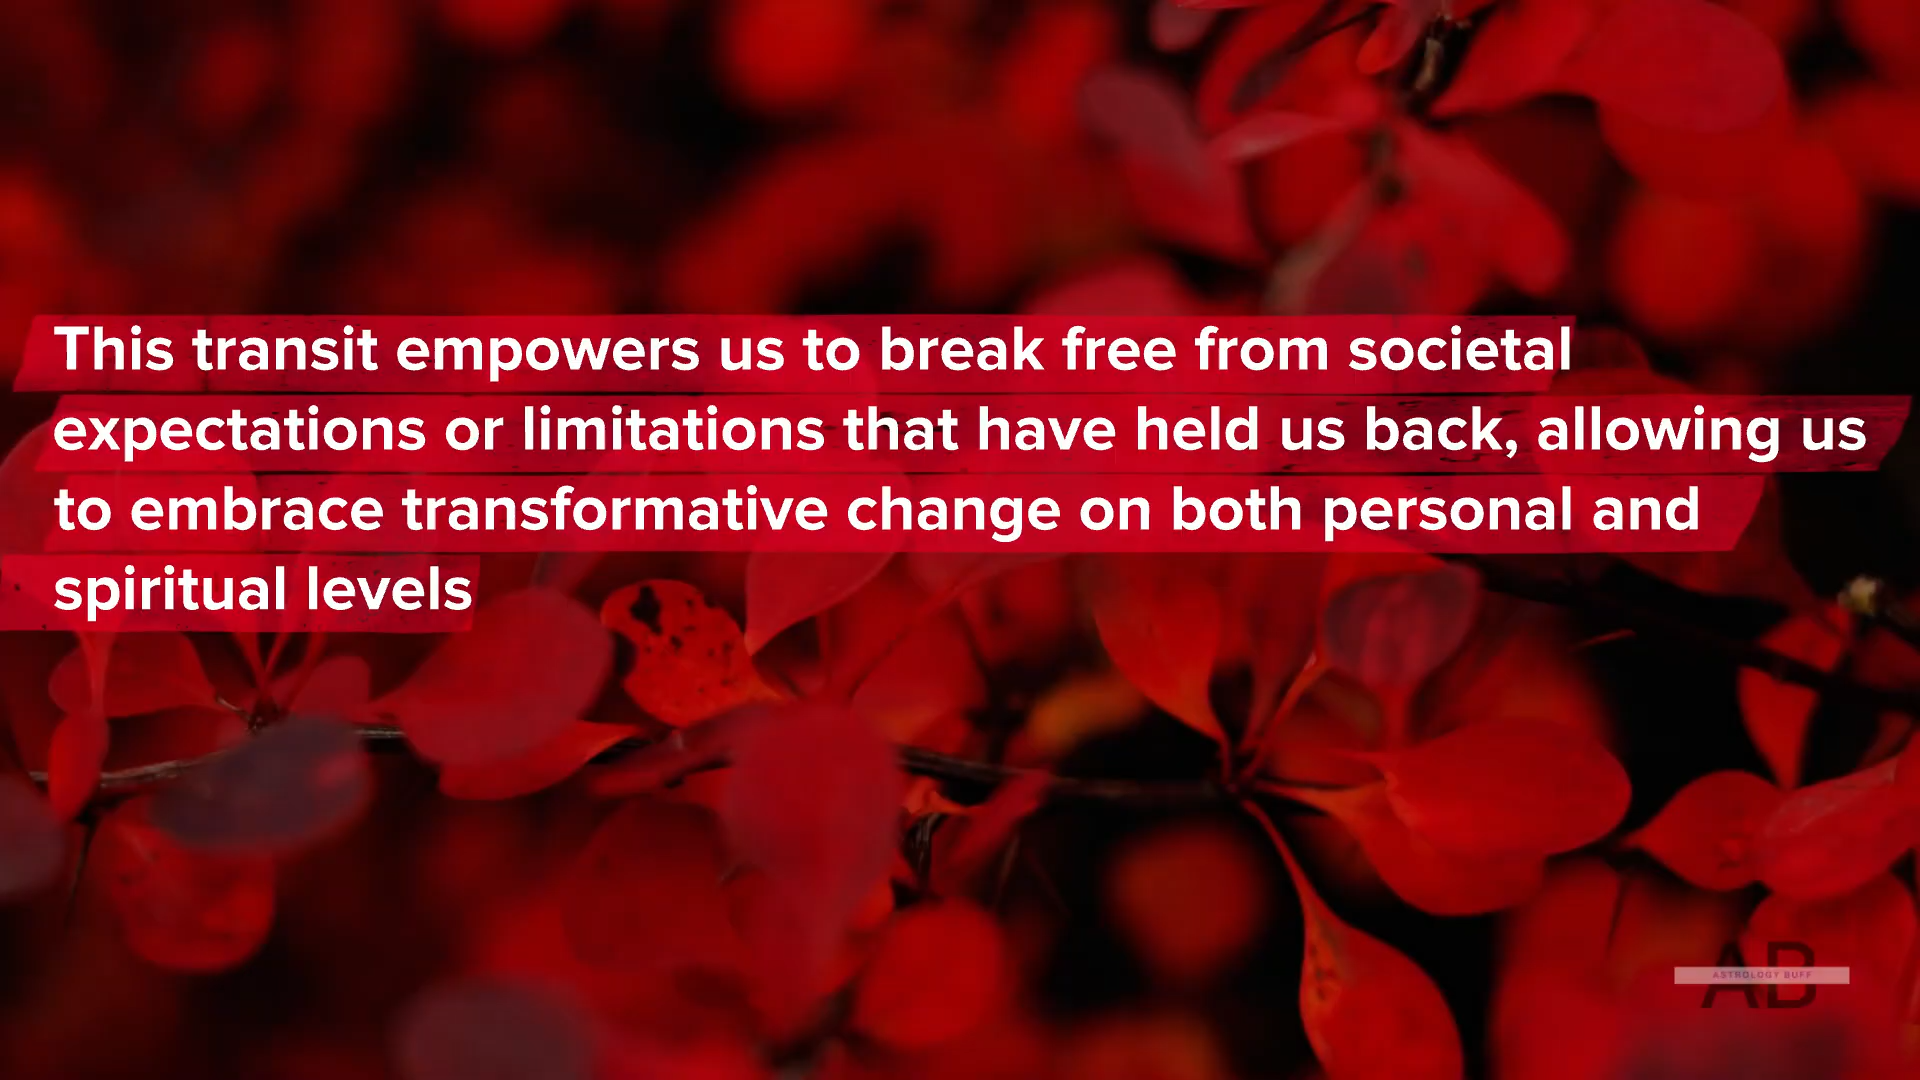 This transit empowers us to break free from societal
expectations or limitations that have held us back, allowing us
to embrace transformative change on both personal and
spiritual levels
AB
ASTROLOGY BUFF